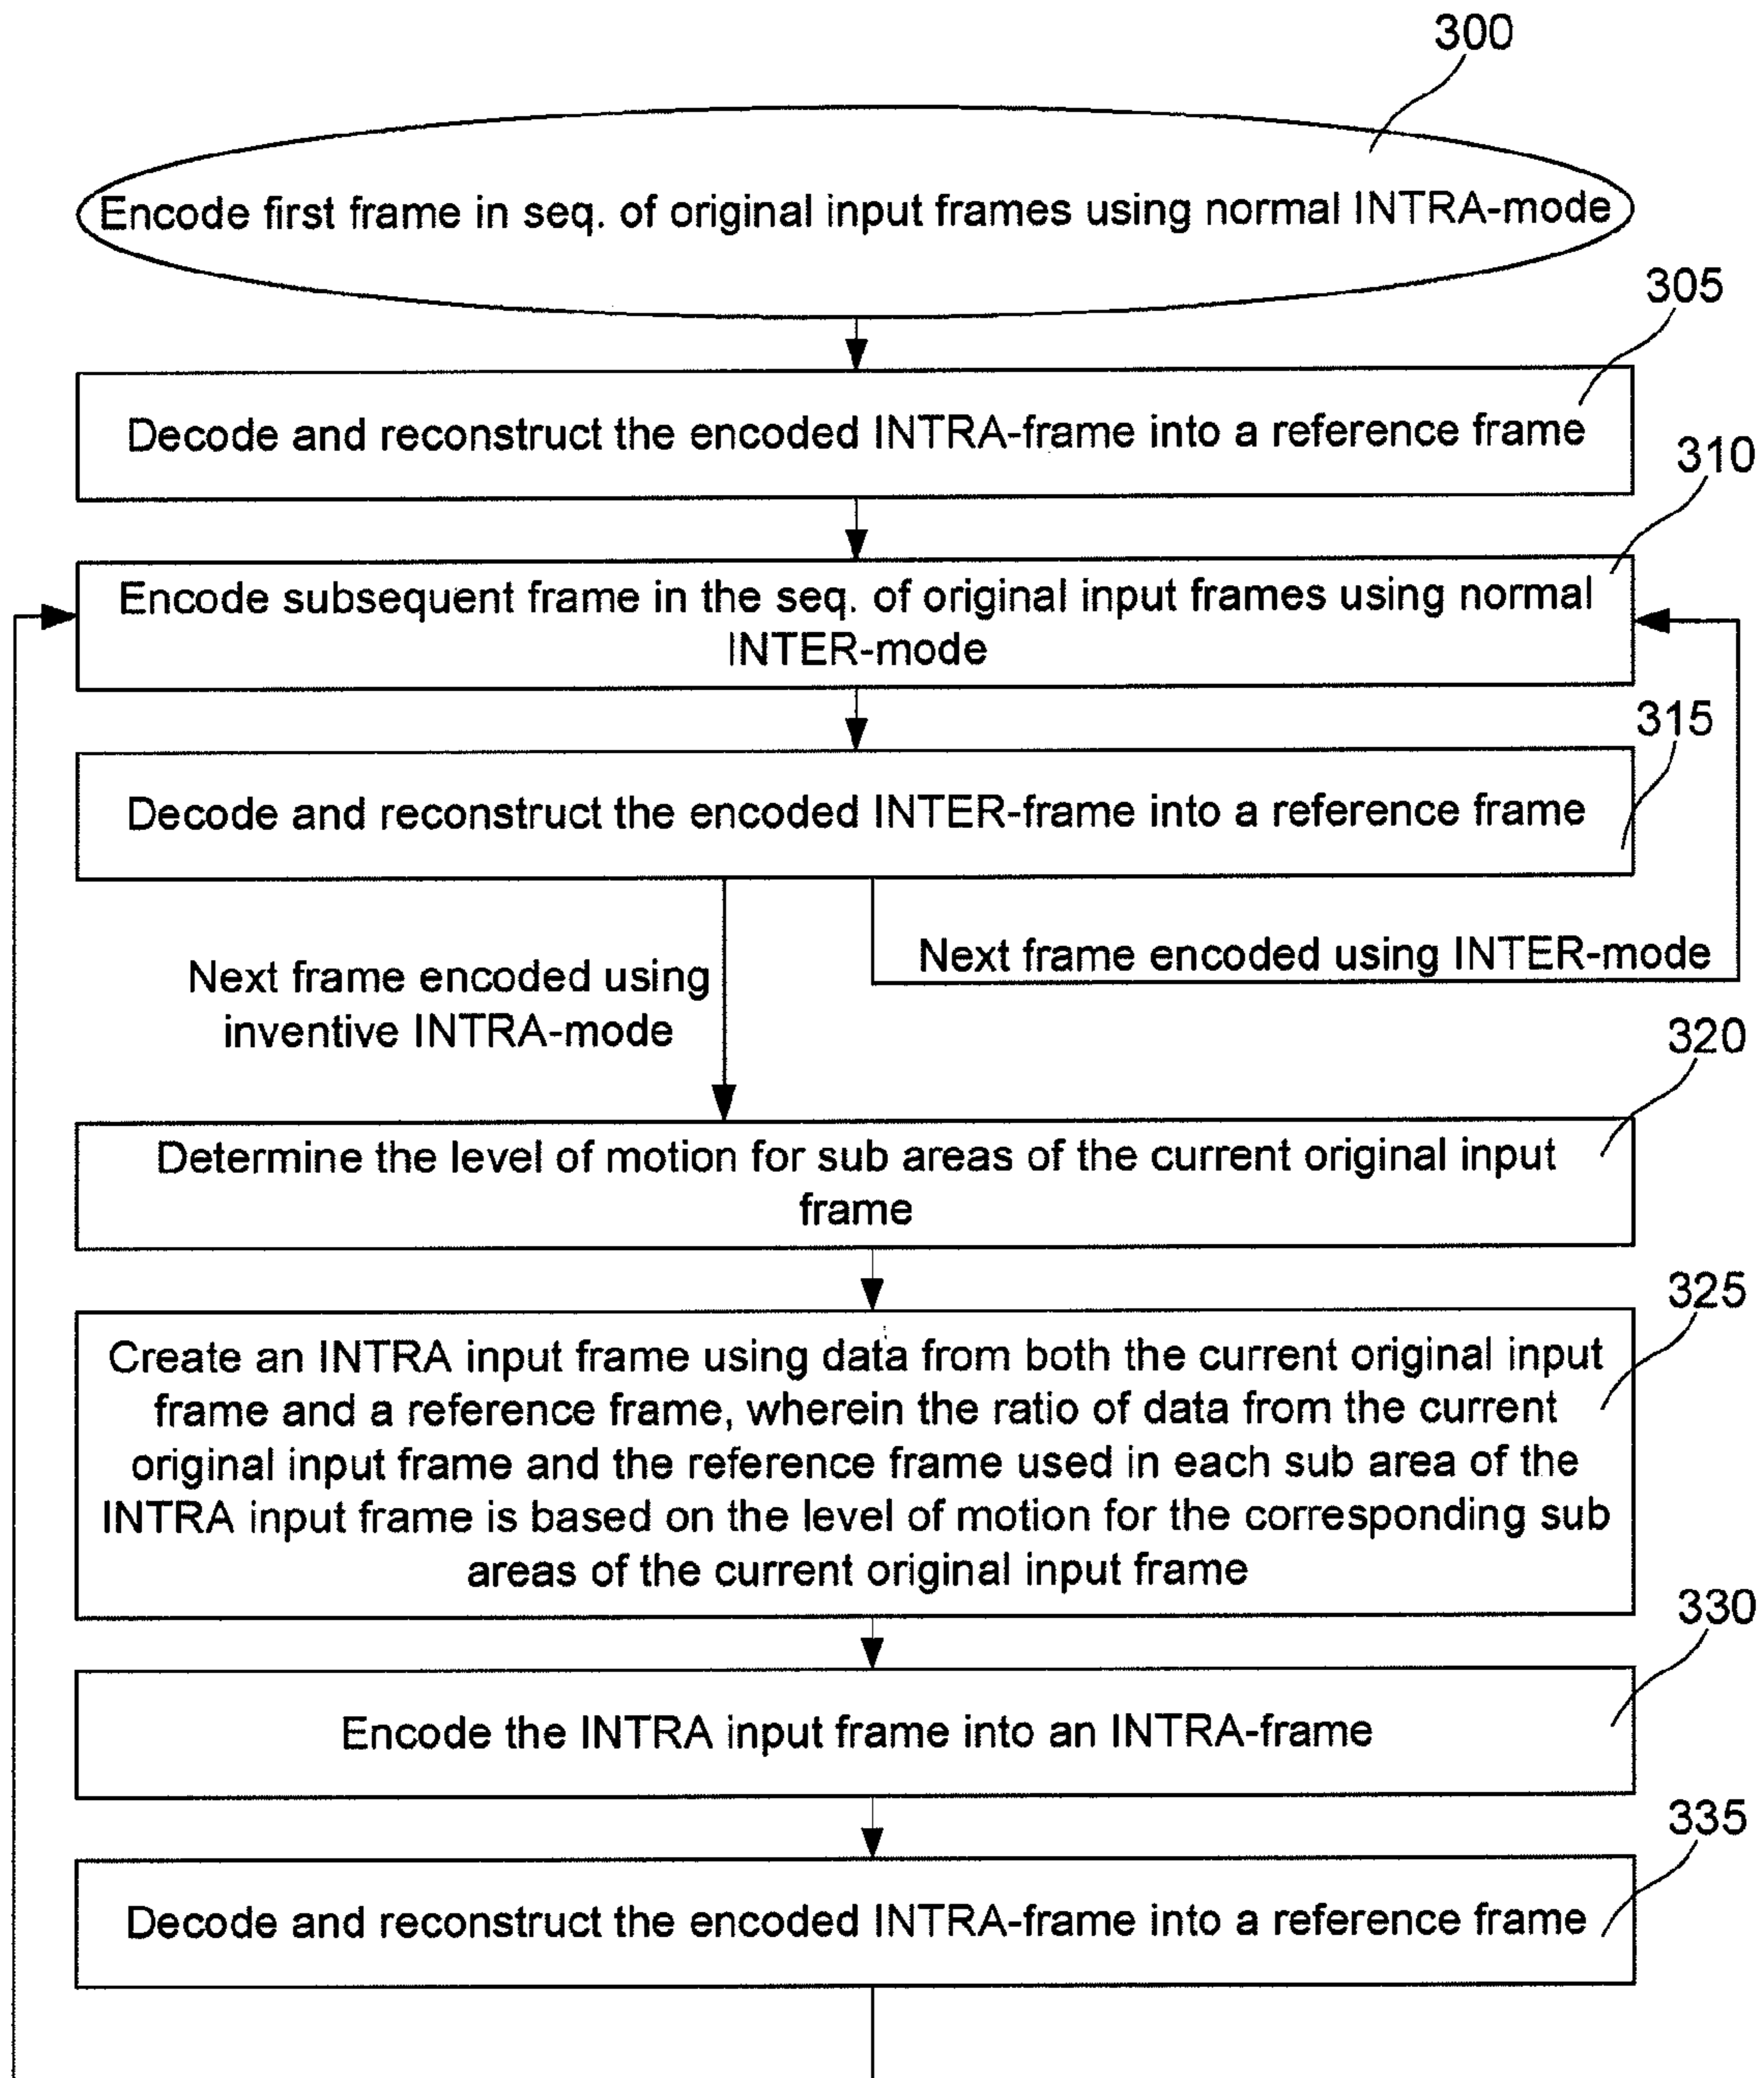 300
Encode first frame in seq. of original input frames using normal INTRA-mode
305
Decode and reconstruct the encoded INTRA-frame into a reference frame
310
Encode subsequent frame in the seq. of original input frames using normal
INTER-mode
315
Decode and reconstruct the encoded INTER-frame into a reference frame
Next frame encoded using INTER-mode
Next frame encoded using
inventive INTRA-mode
320
Determine the level of motion for sub areas of the current original input
frame
325
Create an INTRA input frame using data from both the current original input
frame and a reference frame, wherein the ratio of data from the current
original input frame and the reference frame used in each sub area of the
INTRA input frame is based on the level of motion for the corresponding sub
areas of the current original input frame
330
Encode the INTRA input frame into an INTRA-frame
335
Decode and reconstruct the encoded INTRA-frame into a reference frame